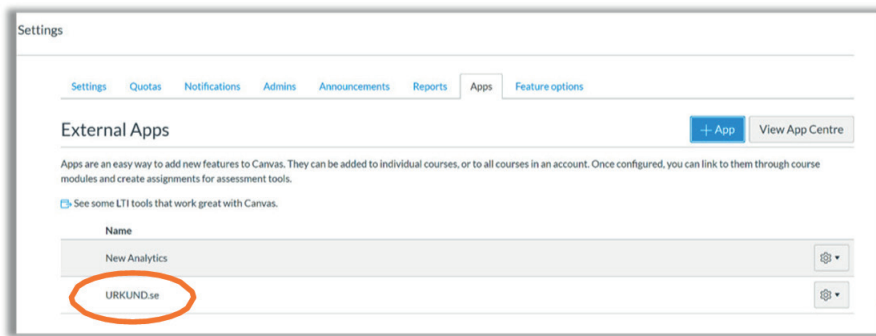 Settings
Settings Quotas Notifications Admins Announcements Reports Apps Feature options
External Apps
+ App View App Centre
Apps are an easy way to add new features to Canvas. They can be added to individual courses, or to all courses in an account. Once configured, you can link to them through course
modules and create assignments for assessment tools.
See some LTI tools that work great with Canvas.
Name
New Analytics
URKUND.se